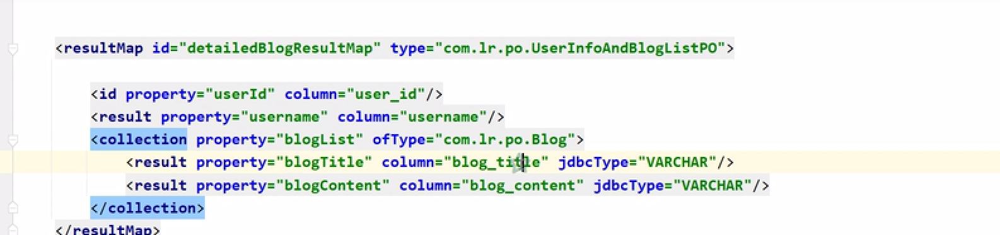 <resultMap id="detailedBlogResultMap" type="com.lr.po.UserInfoAndBlogListPO">
<id property="userId" column="user_id"/>
<result property="username" column="username"/>
<collection property="blogList" ofType="com.lr.po.Blog">
<result property="blogTitle" column="blog_title" jdbcType="VARCHAR"/>
<result property="blogContent" column="blog_content" jdbcType="VARCHAR"/>
</collection>
</resultMap>